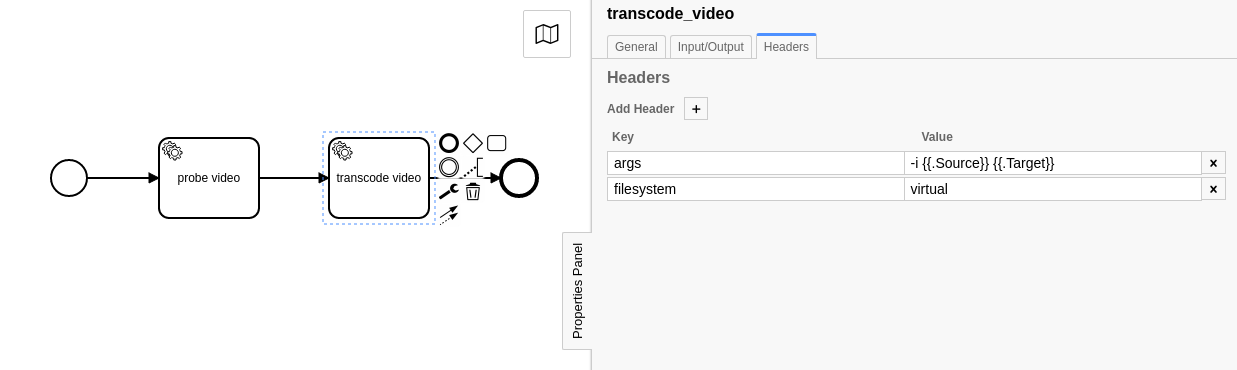 transcode_video
General Input/Output Headers
Headers
Add Header +
Key Value
args -i {{.Source}} {{.Target}}
filesystem virtual
probe video
transcode video
Properties Panel